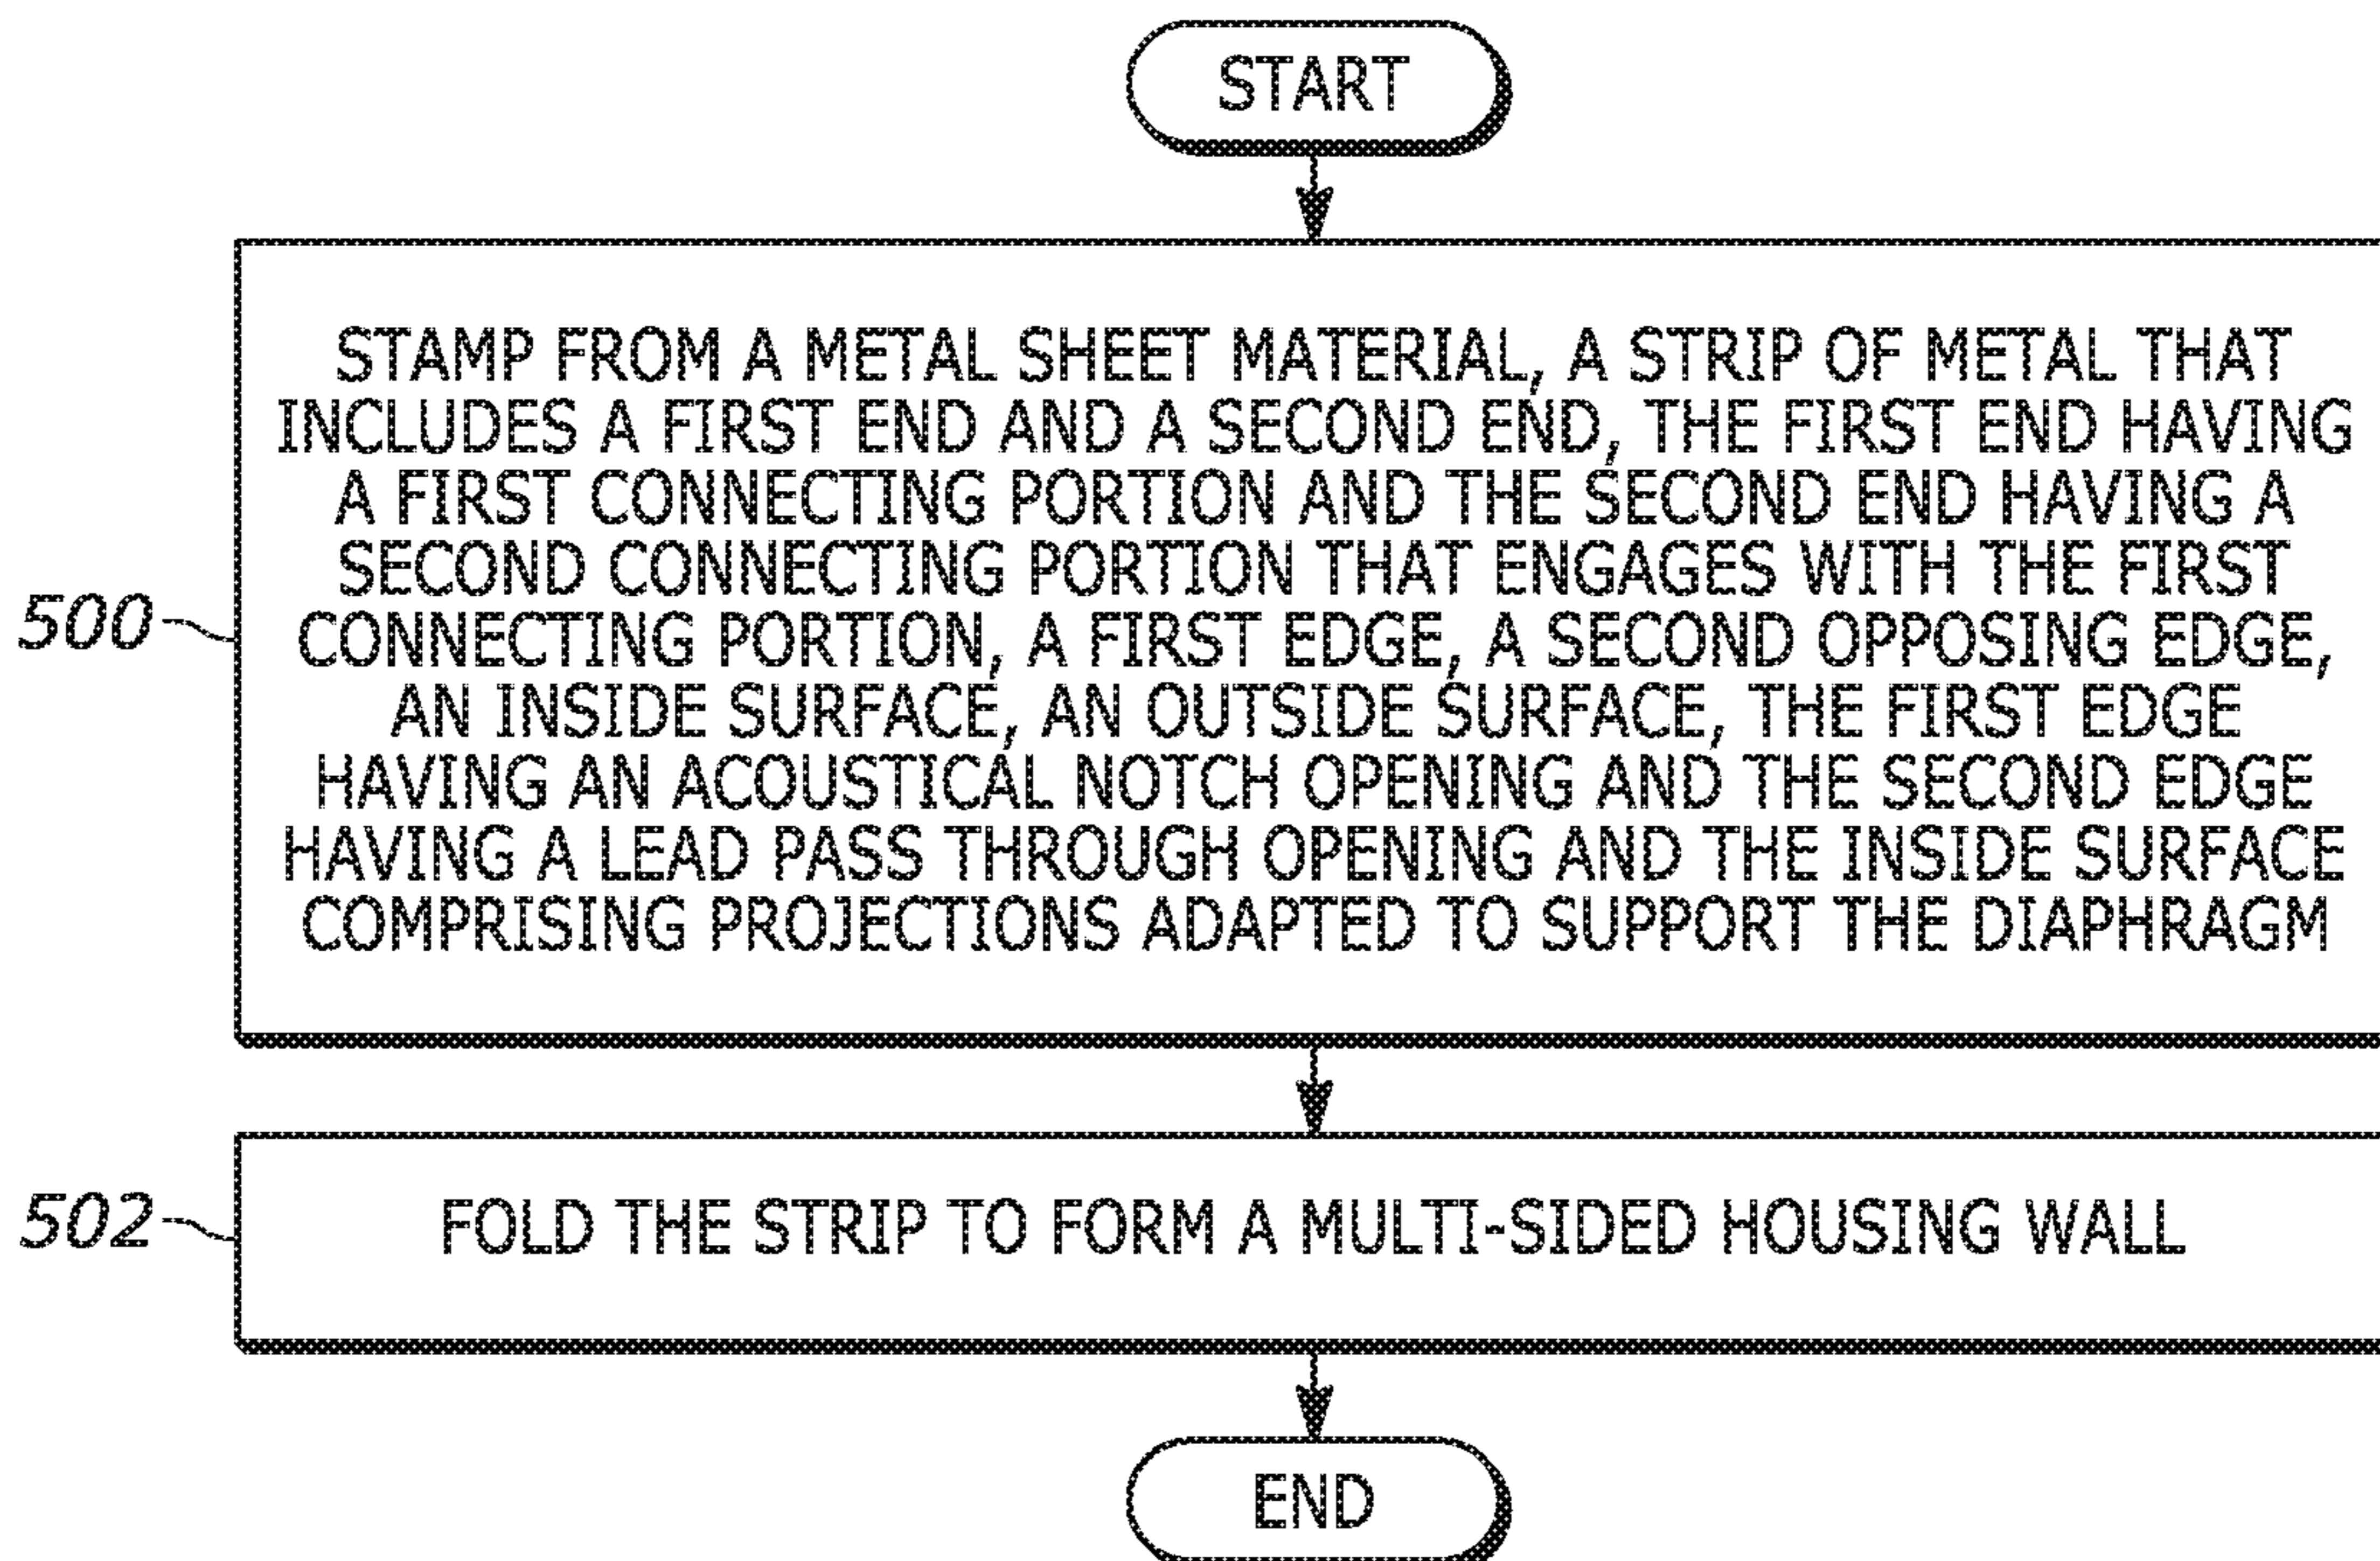 START
STAMP FROM A METAL SHEET MATERIAL, A STRIP OF METAL THAT
INCLUDES A FIRST END AND A SECOND END, THE FIRST END HAVING
A FIRST CONNECTING PORTION AND THE SECOND END HAVING A
SECOND CONNECTING PORTION THAT ENGAGES WITH THE FIRST
500
CONNECTING PORTION, A FIRST EDGE, A SECOND OPPOSING EDGE,
AN INSIDE SURFACE, AN OUTSIDE SURFACE, THE FIRST EDGE
HAVING AN ACOUSTICAL NOTCH OPENING AND THE SECOND EDGE
HAVING A LEAD PASS THROUGH OPENING AND THE INSIDE SURFACE
COMPRISING PROJECTIONS ADAPTED TO SUPPORT THE DIAPHRAGM
502
FOLD THE STRIP TO FORM A MULTI-SIDED HOUSING WALL
END